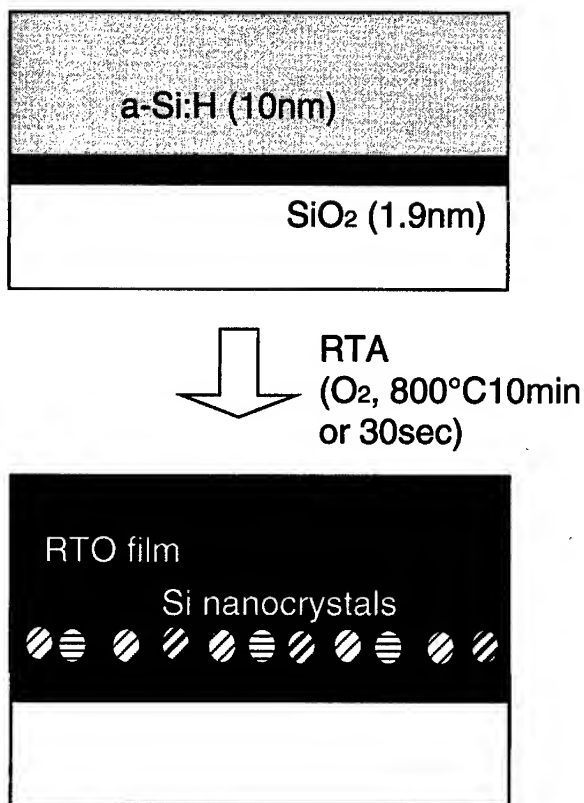 a-Si:H (10nm)
SiO2 (1.9nm)
RTA
(O2, 800°C10min
or 30sec)
RTO film
Si nanocrystals